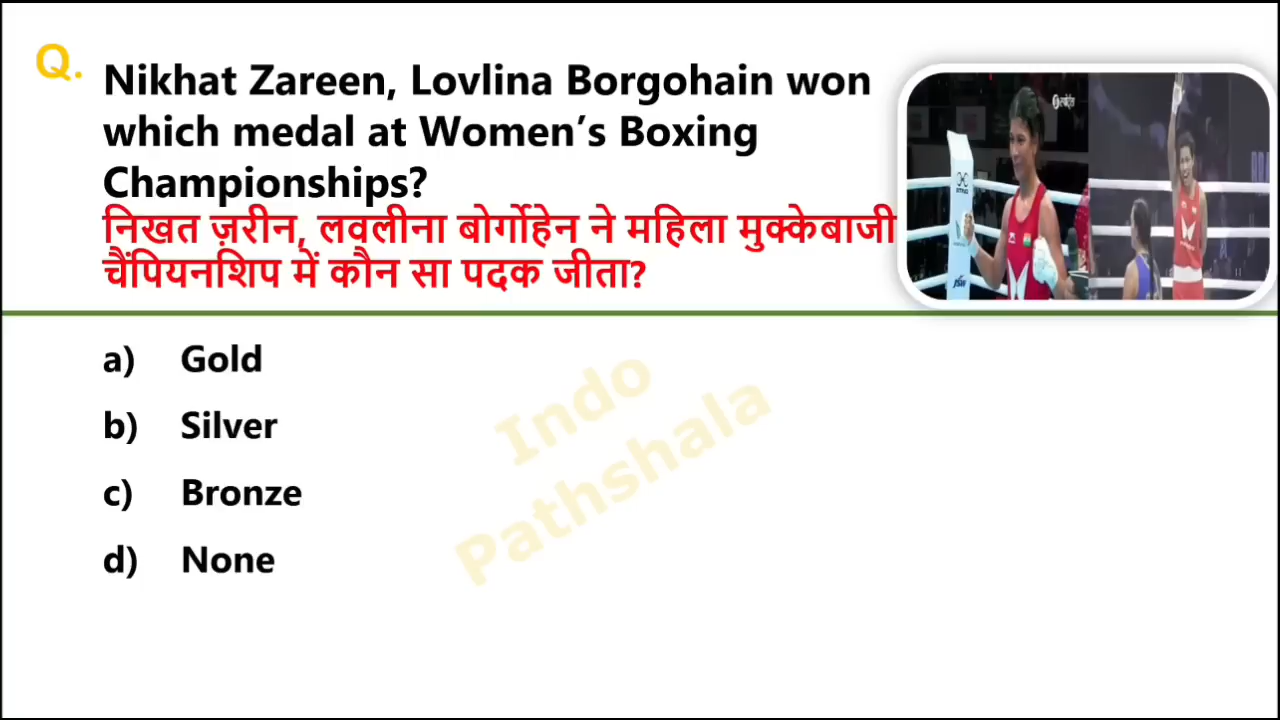 Q.
Nikhat Zareen, Lovlina Borgohain won
which medal at Women’s Boxing
Championships?
निखत ज़रीन, लवलीना बोर्गोहेन ने महिला मुक्केबाजी
चैंपियनशिप में कौन सा पदक जीता?
a) Gold
b) Silver
c) Bronze
d) None
Indo
Pathshala